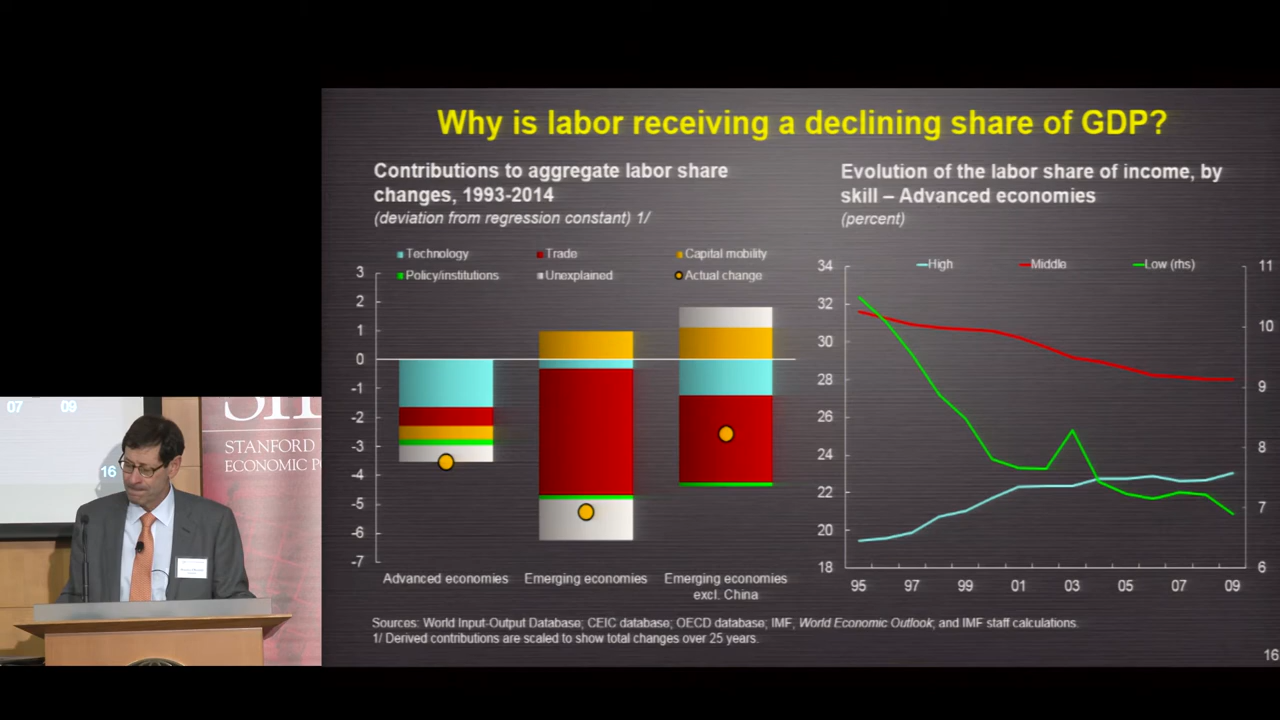 Why is labor receiving a declining share of GDP?
Contributions to aggregate labor share
changes, 1993-2014
(deviation from regression constant) 1/
Technology
Trade
Capital mobility
Policy/institutions
Unexplained
Actual change
3
2
1
0
-1
-2
-3
-4
-5
-6
-7
Advanced economies
Emerging economies
Emerging economies
excl. China
Evolution of the labor share of income, by
skill – Advanced economies
(percent)
High
Middle
Low (rhs)
34
32
30
28
26
24
22
20
18
11
10
9
8
7
6
95
97
99
01
03
05
07
09
Sources: World Input-Output Database; CEIC database; OECD database; IMF, World Economic Outlook; and IMF staff calculations.
1/ Derived contributions are scaled to show total changes over 25 years.
16
07
09
16
STANFORD
ECONOMIC